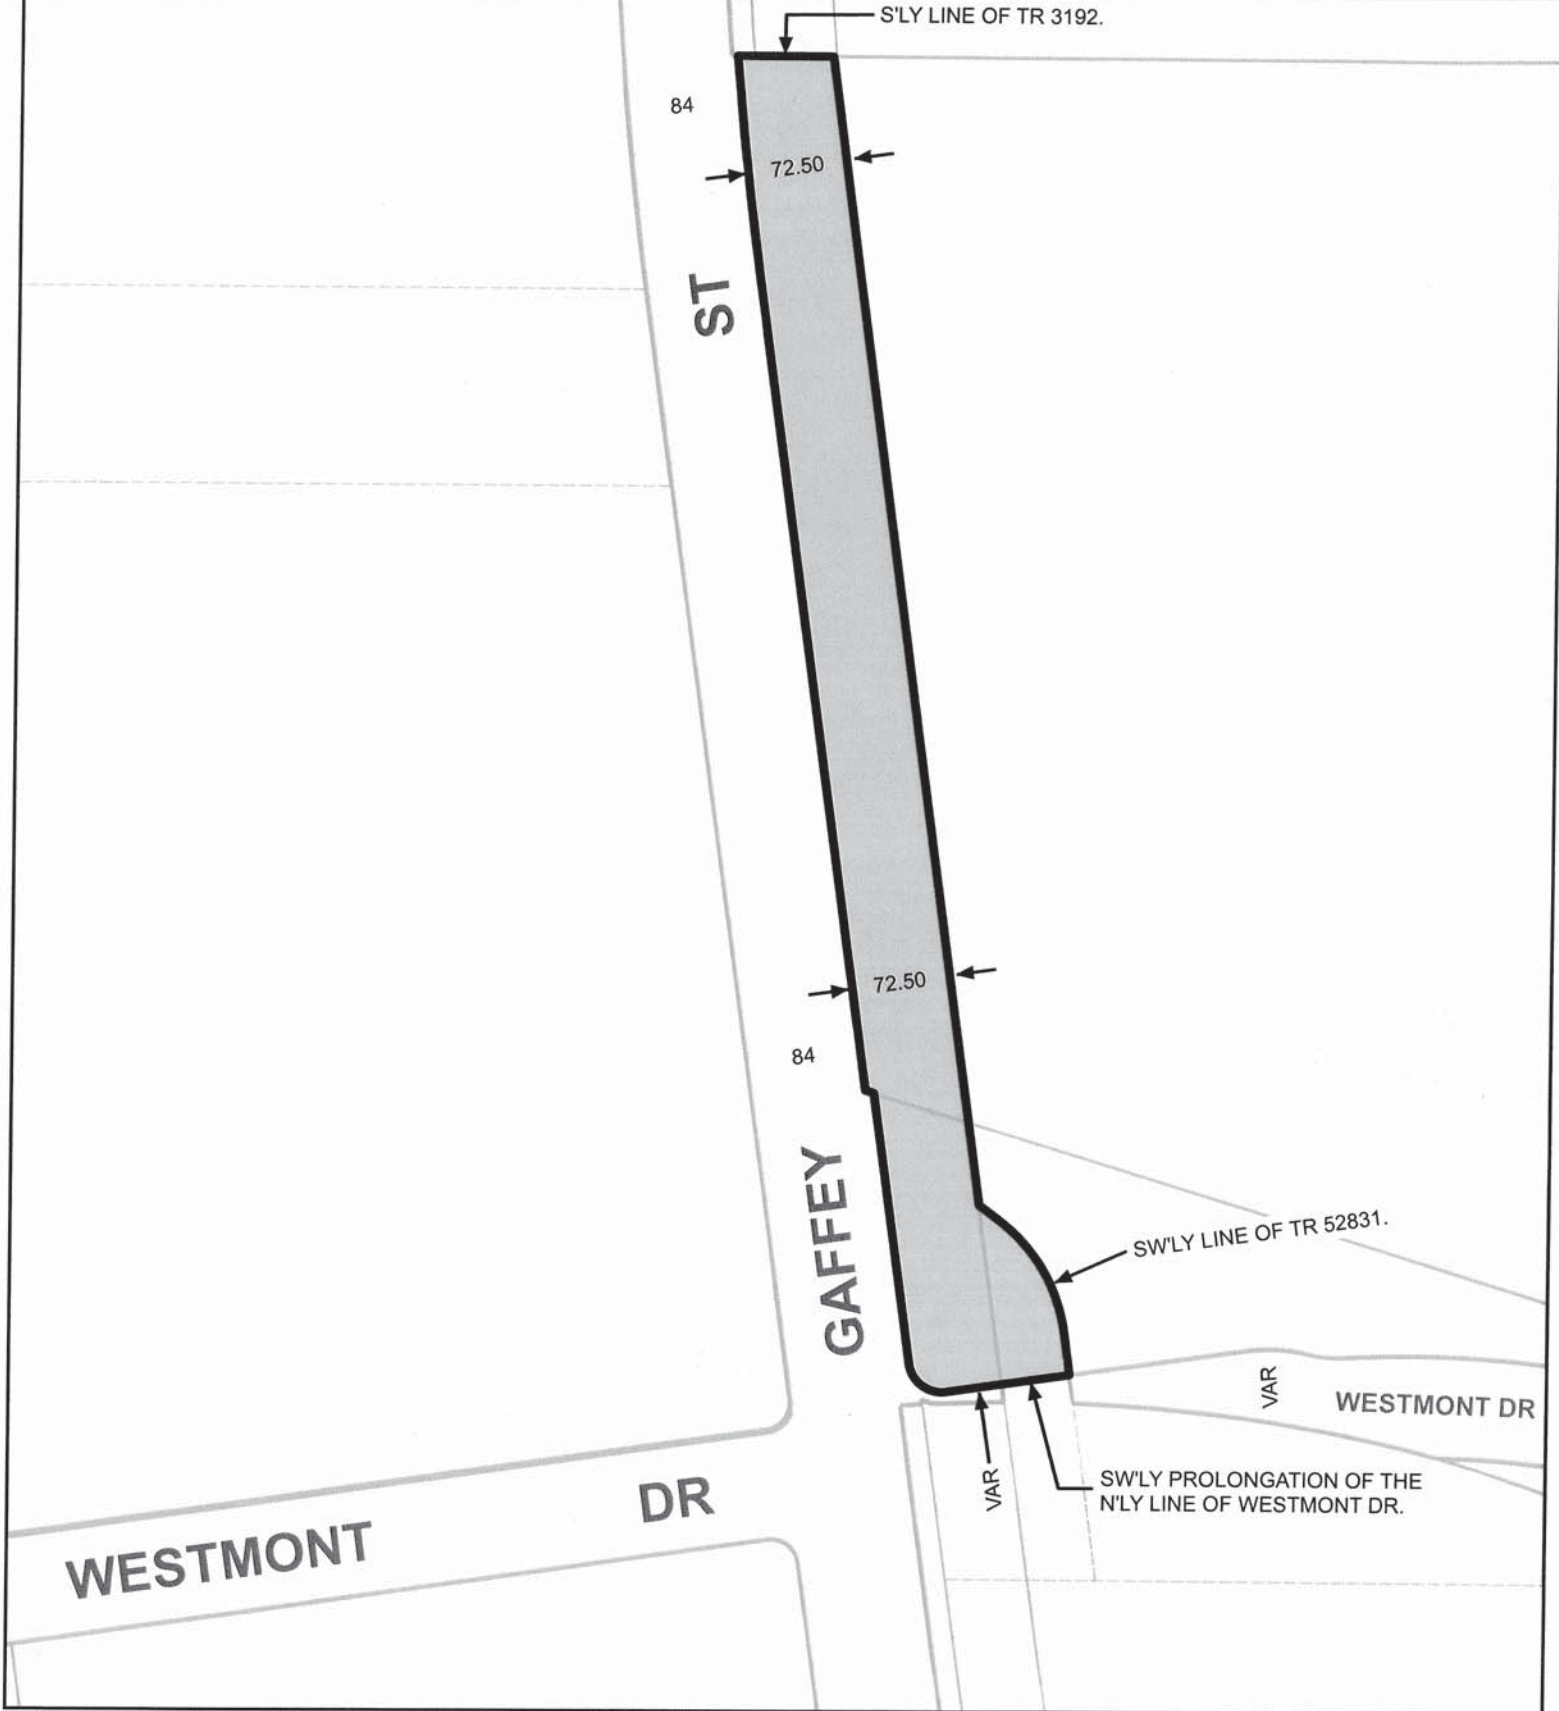 S'LY LINE OF TR 3192.
84
72.50
ST
72.50
84
GAFFEY
SW'LY LINE OF TR 52831.
VAR
WESTMONT DR
VAR
SW'LY PROLONGATION OF THE
N'LY LINE OF WESTMONT DR.
WESTMONT DR